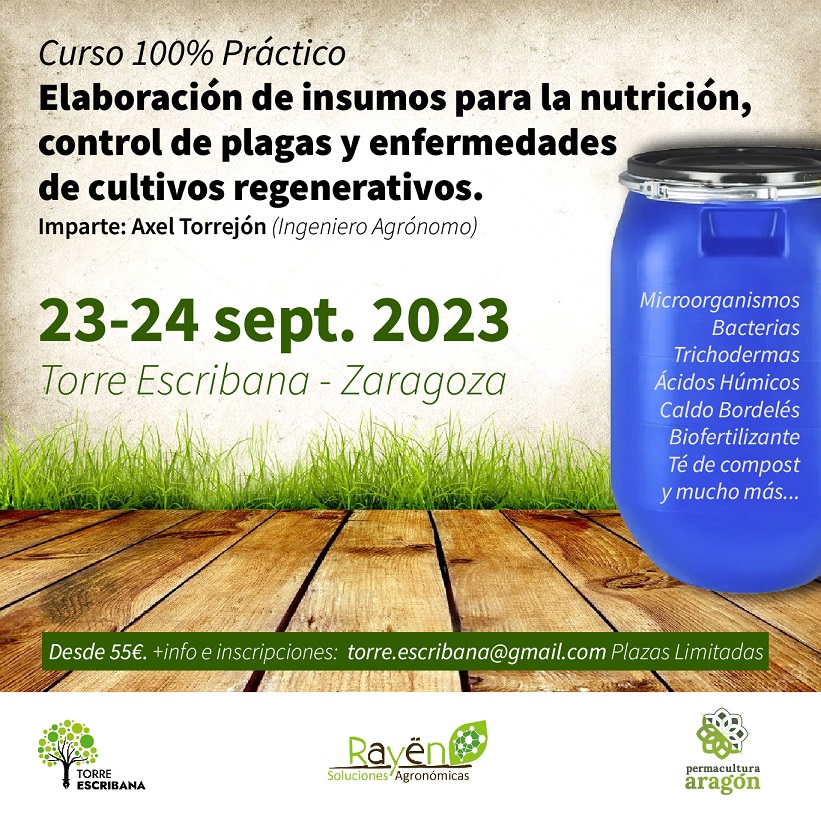 Curso 100% Práctico
Elaboración de insumos para la nutrición,
control de plagas y enfermedades
de cultivos regenerativos.
Imparte: Axel Torrejón (Ingeniero Agrónomo)
23-24 sept. 2023
Torre Escribana - Zaragoza
Microorganismos
Bacterias
Trichodermas
Ácidos Húmicos
Caldo Bordelés
Biofertilizante
Té de compost
y mucho más...
Desde 55€. +info e inscripciones: torre.escribana@gmail.com Plazas Limitadas
TORRE
ESCRIBANA
Rayën
Soluciones Agronómicas
permacultura
aragón